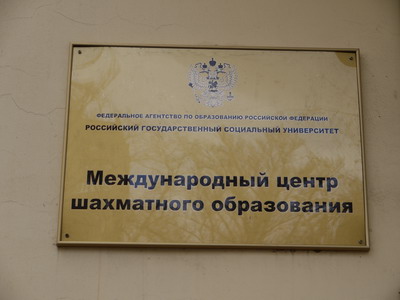 ФЕДЕРАЛЬНОЕ АГЕНТСТВО ПО ОБРАЗОВАНИЮ РОССИЙСКОЙ ФЕДЕРАЦИИ
РОССИЙСКИЙ ГОСУДАРСТВЕННЫЙ СОЦИАЛЬНЫЙ УНИВЕРСИТЕТ
Международный центр
шахматного образования